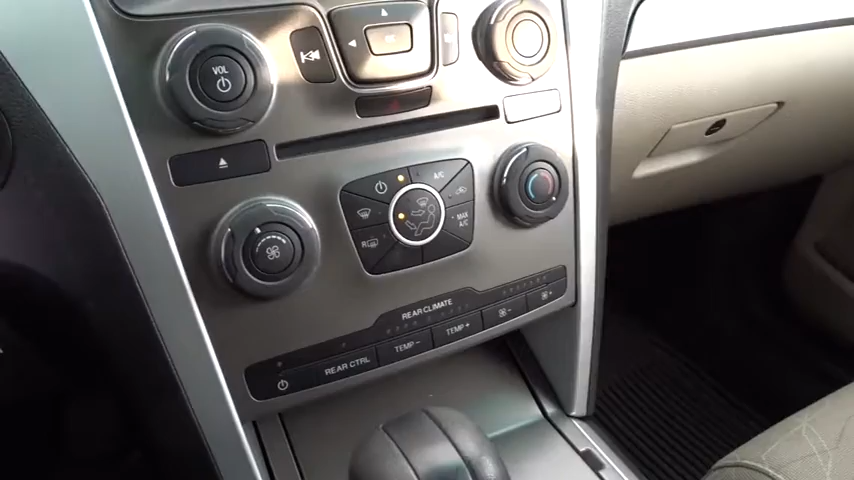 VOL
A/C
R
MAX
A/C
REAR CLIMATE
REAR CTRL
TEMP -
TEMP +